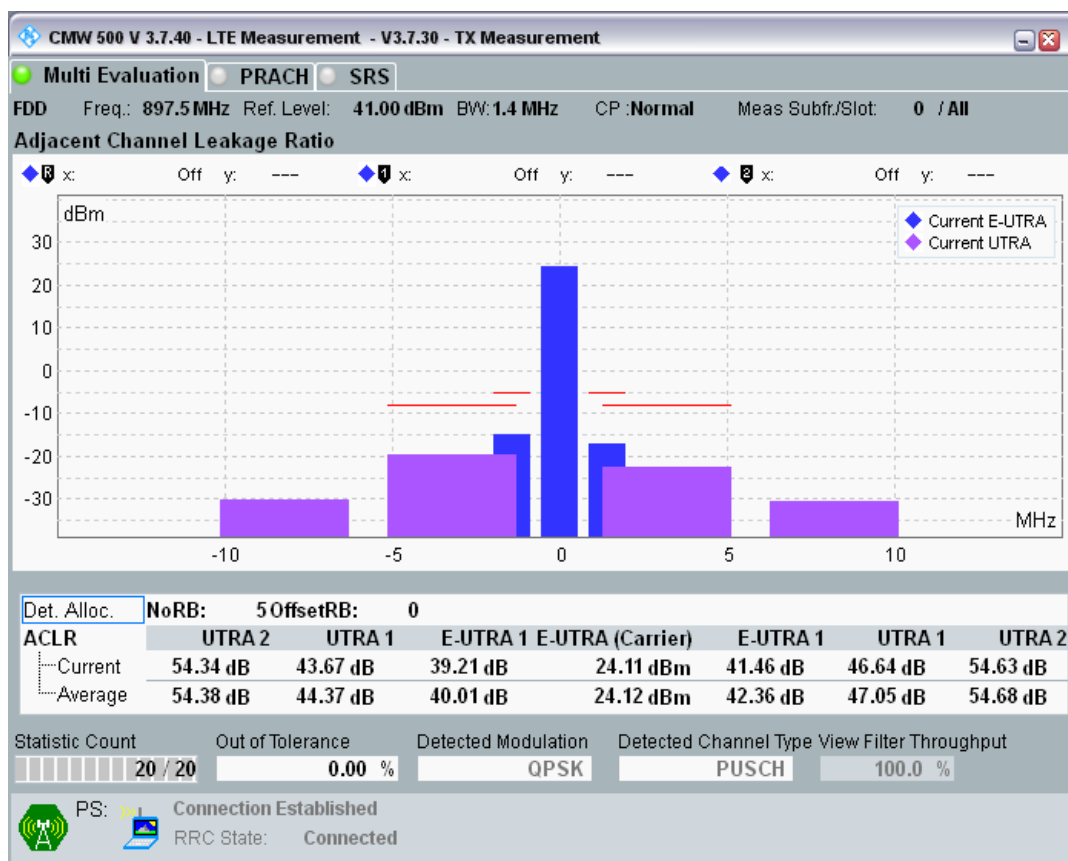 CMW 500 V 3.7.40 - LTE Measurement - V3.7.30 - TX Measurement
Multi Evaluation PRACH SRS
FDD Freq.: 897.5 MHz Ref. Level: 41.00 dBm BW: 1.4 MHz CP :Normal Meas Subfr./Slot: 0 / All
Adjacent Channel Leakage Ratio
R x: Off y: --- 1 x: Off y: --- 2 x: Off y: ---
dBm
Current E-UTRA
Current UTRA
30
20
10
0
-10
-20
-30
MHz
-10 -5 0 5 10
Det. Alloc. NoRB: 5 OffsetRB: 0
ACLR UTRA 2 UTRA 1 E-UTRA 1 E-UTRA (Carrier) E-UTRA 1 UTRA 1 UTRA 2
Current 54.34 dB 43.67 dB 39.21 dB 24.11 dBm 41.46 dB 46.64 dB 54.63 dB
Average 54.38 dB 44.37 dB 40.01 dB 24.12 dBm 42.36 dB 47.05 dB 54.68 dB
Statistic Count Out of Tolerance Detected Modulation Detected Channel Type View Filter Throughput
20 / 20 0.00 % QPSK PUSCH 100.0 %
PS: Connection Established
RRC State: Connected